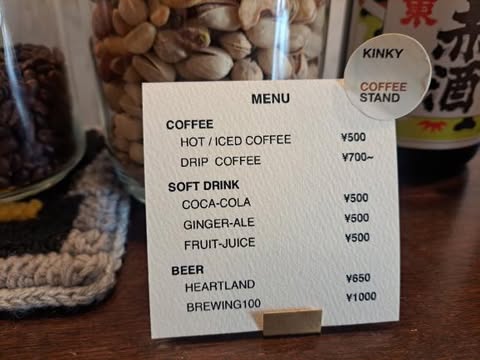 KINKY
COFFEE
STAND
東
赤
酒
MENU
COFFEE
HOT / ICED COFFEE ¥500
DRIP COFFEE ¥700~
SOFT DRINK
COCA-COLA ¥500
GINGER-ALE ¥500
FRUIT-JUICE ¥500
BEER
HEARTLAND ¥650
BREWING100 ¥1000